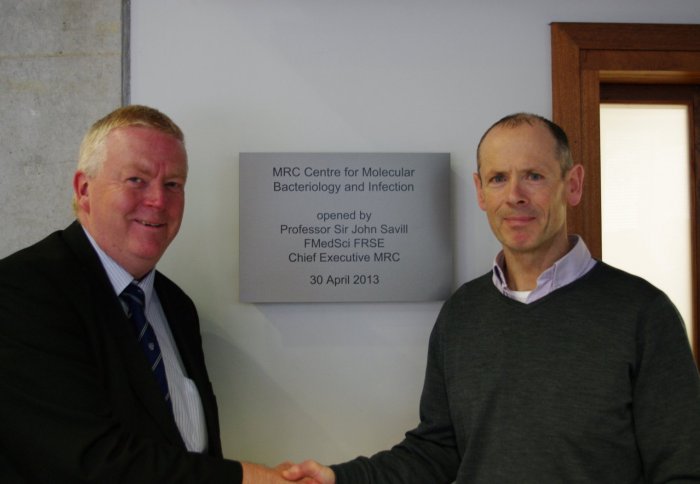 MRC Centre for Molecular
Bacteriology and Infection
opened by
Professor Sir John Savill
FMedSci FRSE
Chief Executive MRC
30 April 2013